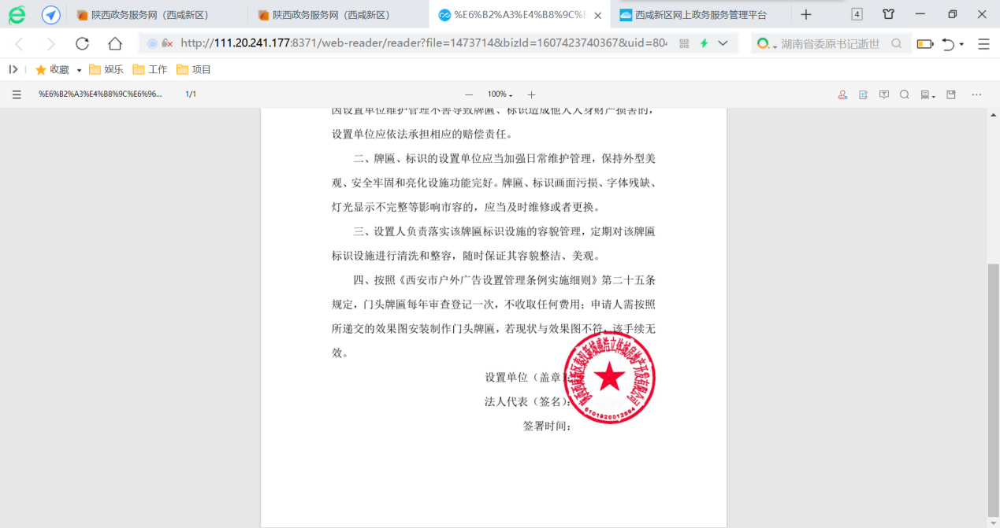 陕西政务服务网（西咸新区）
陕西政务服务网（西咸新区）
%E6%B2%A3%E4%B8%9C%E
西咸新区网上政务服务管理平台
4
http://111.20.241.177:8371/web-reader/reader?file=1473714&bizId=1607423740367&uid=80
湖南省委原书记逝世
收藏
娱乐
工作
项目
%E6%B2%A3%E4%B8%9C%E6%96...
1/1
100%
因设置单位维护管理不善导致牌匾、标识造成他人人身财产损害的，
设置单位应依法承担相应的赔偿责任。
二、牌匾、标识的设置单位应当加强日常维护管理，保持外型美
观、安全牢固和亮化设施功能完好。牌匾、标识画面污损、字体残缺、
灯光显示不完整等影响市容的，应当及时维修或者更换。
三、设置人负责落实该牌匾标识设施的容貌管理，定期对该牌匾
标识设施进行清洗和整容，随时保证其容貌整洁、美观。
四、按照《西安市户外广告设置管理条例实施细则》第二十五条
规定，门头牌匾每年审查登记一次，不收取任何费用；申请人需按照
所递交的效果图安装制作门头牌匾，若现状与效果图不符，该手续无
效。
设置单位（盖章）：
法人代表（签名）：
签署时间：
6101920012594